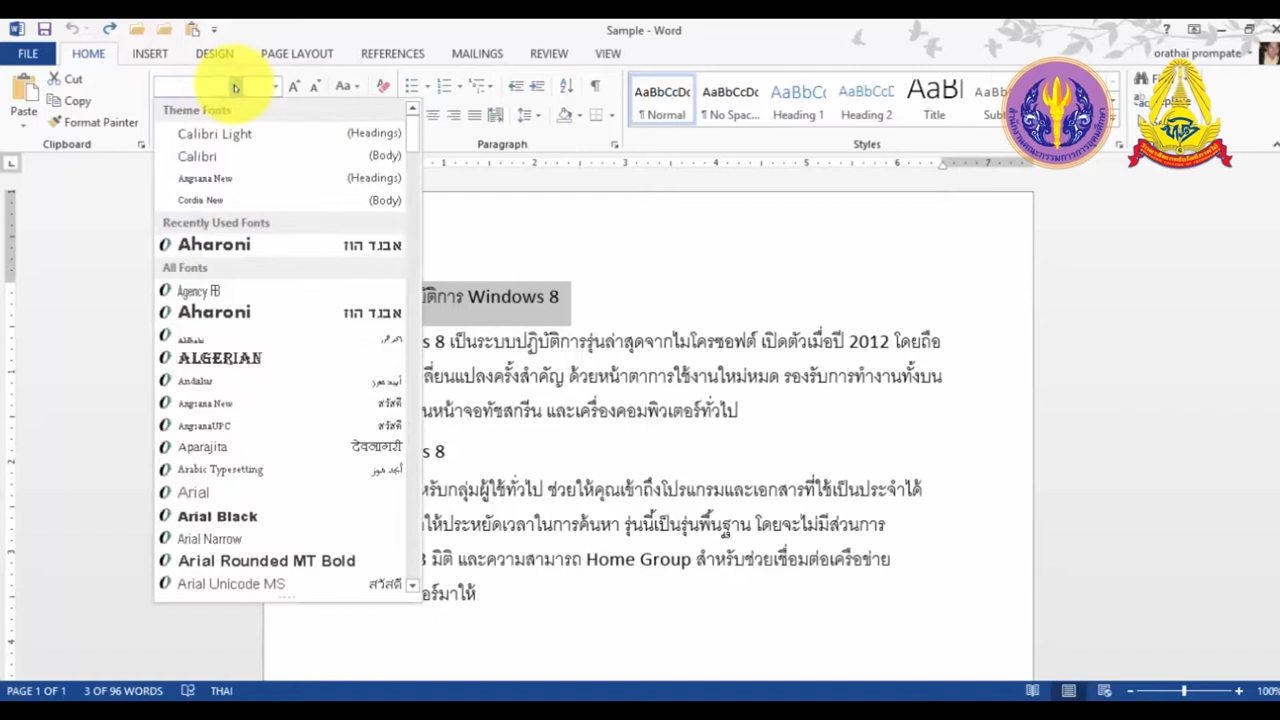 Sample - Word
FILE
HOME
INSERT
DESIGN
PAGE LAYOUT
REFERENCES
MAILINGS
REVIEW
VIEW
orathai prompate
Cut
Copy
Format Painter
Paste
Clipboard
Aa
AaBbCcDc
AaBbCcDc
AaBbCc
AaBbCcC
AaBl
¶ Normal
¶ No Spac...
Heading 1
Heading 2
Title
Paragraph
Styles
Theme Fonts
Calibri Light (Headings)
Calibri (Body)
Angsana New (Headings)
Cordia New (Body)
Recently Used Fonts
Aharoni אבגד הוז
All Fonts
Agency FB
Aharoni אבגד הוז
ALGERIAN
Andalus أبجد هوز
Angsana New สวัสดี
AngsanaUPC สวัสดี
Aparajita देवनागरी
Arabic Typesetting أبجد هوز
Arial
Arial Black
Arial Narrow
Arial Rounded MT Bold
Arial Unicode MS สวัสดี
บัติการ Windows 8
s 8 เป็นระบบปฏิบัติการรุ่นล่าสุดจากไมโครซอฟต์ เปิดตัวเมื่อปี 2012 โดยถือ
ลี่ยนแปลงครั้งสำคัญ ด้วยหน้าตาการใช้งานใหม่หมด รองรับการทำงานทั้งบน
นหน้าจอทัชสกรีน และเครื่องคอมพิวเตอร์ทั่วไป
s 8
หรับกลุ่มผู้ใช้ทั่วไป ช่วยให้คุณเข้าถึงโปรแกรมและเอกสารที่ใช้เป็นประจำได้
ให้ประหยัดเวลาในการค้นหา รุ่นนี้เป็นรุ่นพื้นฐาน โดยจะไม่มีส่วนการ
3 มิติ และความสามารถ Home Group สำหรับช่วยเชื่อมต่อเครือข่าย
อร์มาให้
PAGE 1 OF 1
3 OF 96 WORDS
THAI
100%